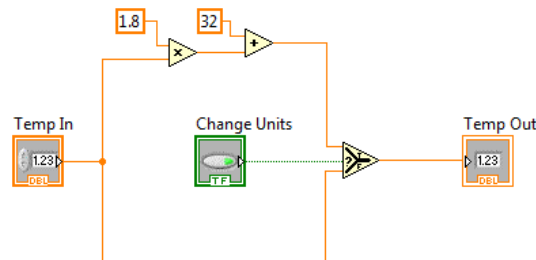 1.8
32
×
+
Temp In
Change Units
Temp Out
1.23
DBL
TF
?
T
F
1.23
DBL